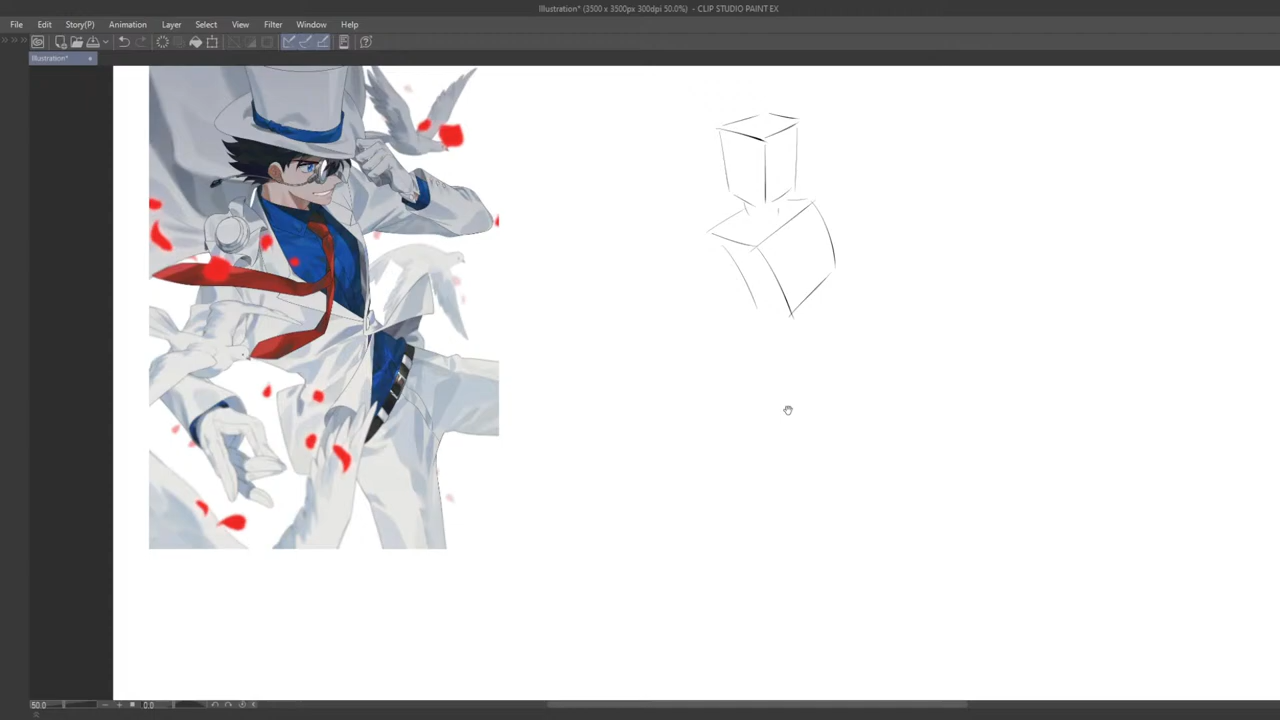 Illustration* (3500 x 3500px 300dpi 50.0%) - CLIP STUDIO PAINT EX
File Edit Story(P) Animation Layer Select View Filter Window Help
Illustration*
50.0 0.0